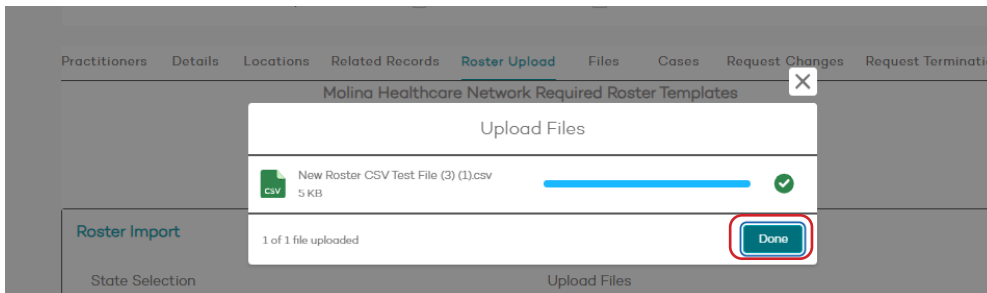 Practitioners Details Locations Related Records Roster Upload Files Cases Request Changes Request Terminati
Molina Healthcare Network Required Roster Templates
Upload Files
New Roster CSV Test File (3) (1).csv
CSV
5 KB
Roster Import
1 of 1 file uploaded
Done
State Selection
Upload Files